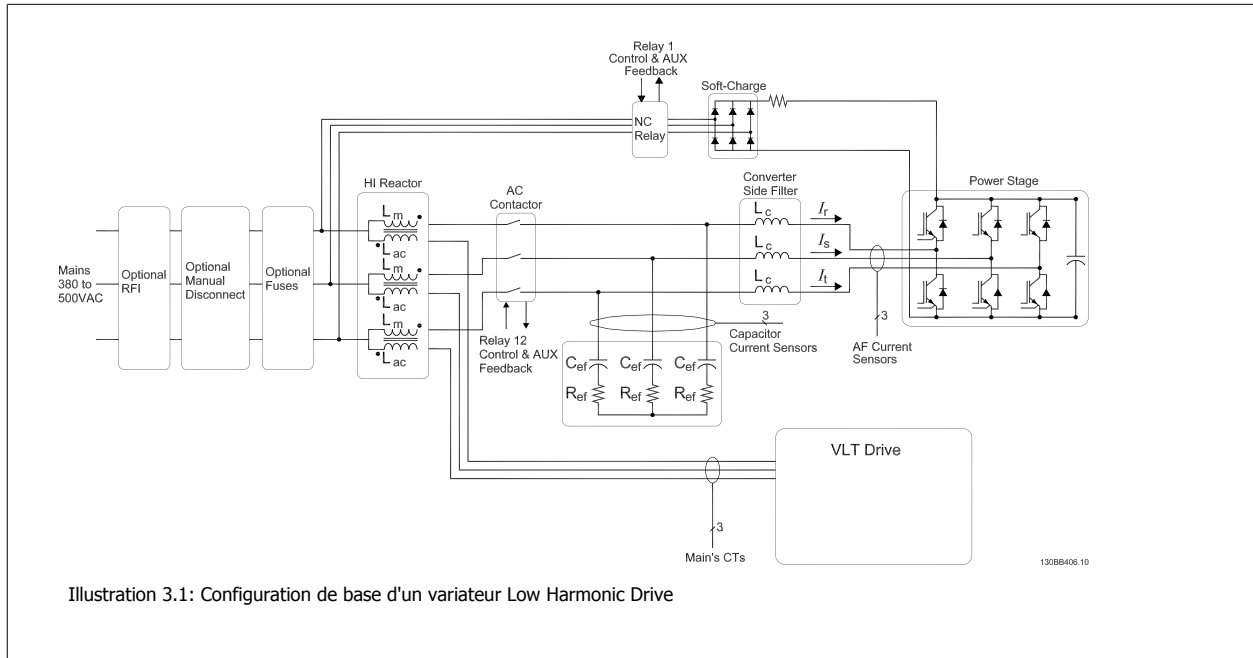 Relay 1
Control & AUX
Feedback
Soft-Charge
NC
Relay
HI Reactor
AC
Contactor
Converter
Side Filter
Power Stage
Mains
380 to
500VAC
Optional
RFI
Optional
Manual
Disconnect
Optional
Fuses
Lm
Lac
Lm
Lac
Lm
Lac
Lc
Ir
Lc
Is
Lc
It
Relay 12
Control & AUX
Feedback
3
Capacitor
Current Sensors
3
AF Current
Sensors
Cef
Cef
Cef
Ref
Ref
Ref
VLT Drive
3
Main's CTs
130BB406.10
Illustration 3.1: Configuration de base d'un variateur Low Harmonic Drive